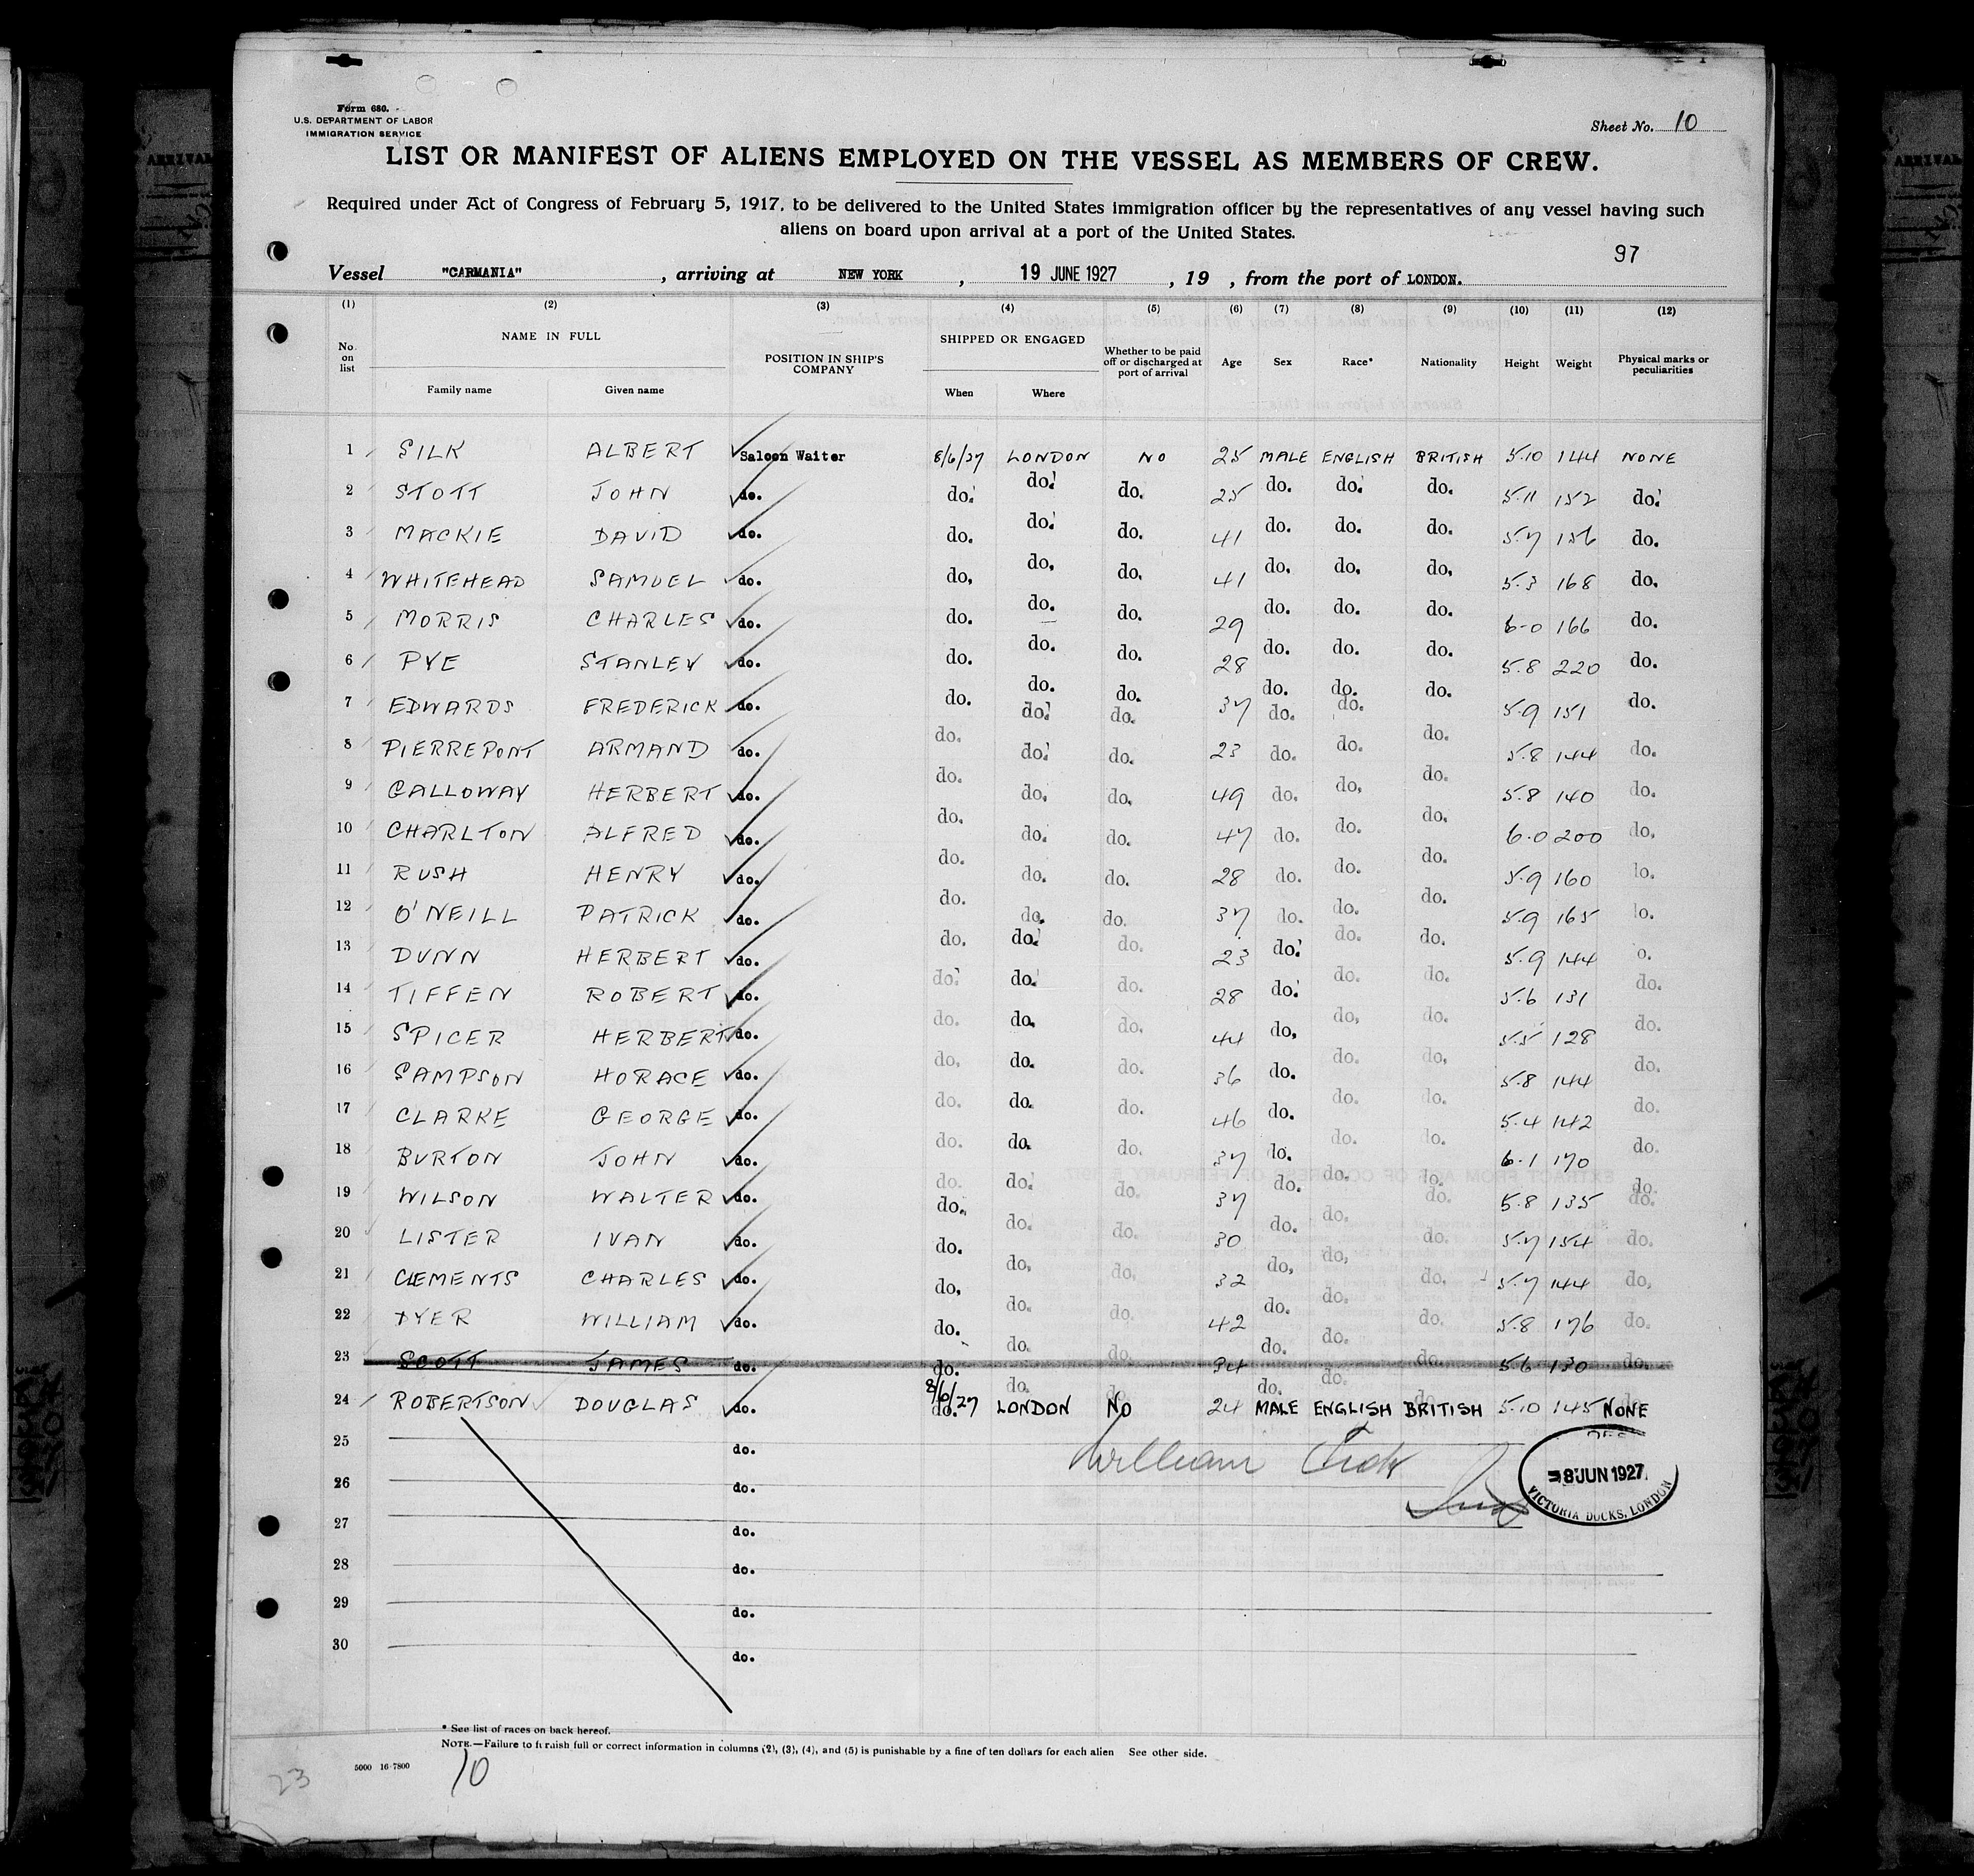 Form 680.
U.S. DEPARTMENT OF LABOR
IMMIGRATION SERVICE
Sheet No. 10
LIST OR MANIFEST OF ALIENS EMPLOYED ON THE VESSEL AS MEMBERS OF CREW.
Required under Act of Congress of February 5, 1917, to be delivered to the United States immigration officer by the representatives of any vessel having such
aliens on board upon arrival at a port of the United States.
97
Vessel "CARMANIA", arriving at NEW YORK, 19 JUNE 1927, 19 , from the port of LONDON.
(1) (2) (3) (4) (5) (6) (7) (8) (9) (10) (11) (12)
No. on list NAME IN FULL Family name Given name POSITION IN SHIP'S COMPANY SHIPPED OR ENGAGED When Where Whether to be paid off or discharged at port of arrival Age Sex Race* Nationality Height Weight Physical marks or peculiarities
1 SILK ALBERT Saloon Waiter 8/6/27 LONDON NO 25 MALE ENGLISH BRITISH 5.10 144 NONE
2 STOTT JOHN do. do. do. do. 25 do. do. do. 5.11 152 do.
3 MACKIE DAVID do. do. do. do. 41 do. do. do. 5.7 156 do.
4 WHITEHEAD SAMUEL do. do. do. do. 41 do. do. do. 5.3 168 do.
5 MORRIS CHARLES do. do. do. do. 29 do. do. do. 6-0 166 do.
6 PYE STANLEY do. do. do. do. 28 do. do. do. 5.8 220 do.
7 EDWARDS FREDERICK do. do. do. do. 37 do. do. do. 5.9 151 do.
8 PIERREPONT ARMAND do. do. do. do. 23 do. do. do. 5.8 144 do.
9 GALLOWAY HERBERT do. do. do. do. 49 do. do. do. 5.8 140 do.
10 CHARLTON ALFRED do. do. do. do. 47 do. do. do. 6.0 200 do.
11 RUSH HENRY do. do. do. do. 28 do. do. do. 5.9 160 do.
12 O'NEILL PATRICK do. do. do. do. 37 do. do. do. 5.9 165 do.
13 DUNN HERBERT do. do. do. do. 23 do. do. do. 5.9 144 do.
14 TIFFEN ROBERT do. do. do. do. 28 do. do. do. 5.6 131 do.
15 SPICER HERBERT do. do. do. do. 44 do. do. do. 5.5 128 do.
16 SAMPSON HORACE do. do. do. do. 36 do. do. do. 5.8 144 do.
17 CLARKE GEORGE do. do. do. do. 46 do. do. do. 5.4 142 do.
18 BURTON JOHN do. do. do. do. 37 do. do. do. 6.1 170 do.
19 WILSON WALTER do. do. do. do. 37 do. do. do. 5.8 135 do.
20 LISTER IVAN do. do. do. do. 30 do. do. do. 5.7 154 do.
21 CLEMENTS CHARLES do. do. do. do. 32 do. do. do. 5.7 144 do.
22 DYER WILLIAM do. do. do. do. 42 do. do. do. 5.8 176 do.
23 SCOTT JAMES do. do. do. do. 34 do. do. do. 5.6 130 do.
24 ROBERTSON DOUGLAS do. 8/6/27 LONDON NO 24 MALE ENGLISH BRITISH 5.10 145 NONE
25 do.
26 do.
27 do.
28 do.
29 do.
30 do.
William
8 JUN 1927
VICTORIA DOCKS, LONDON
* See list of races on back hereof.
NOTE.—Failure to furnish full or correct information in columns (2), (3), (4), and (5) is punishable by a fine of ten dollars for each alien See other side.
5000 16-7800
10
23